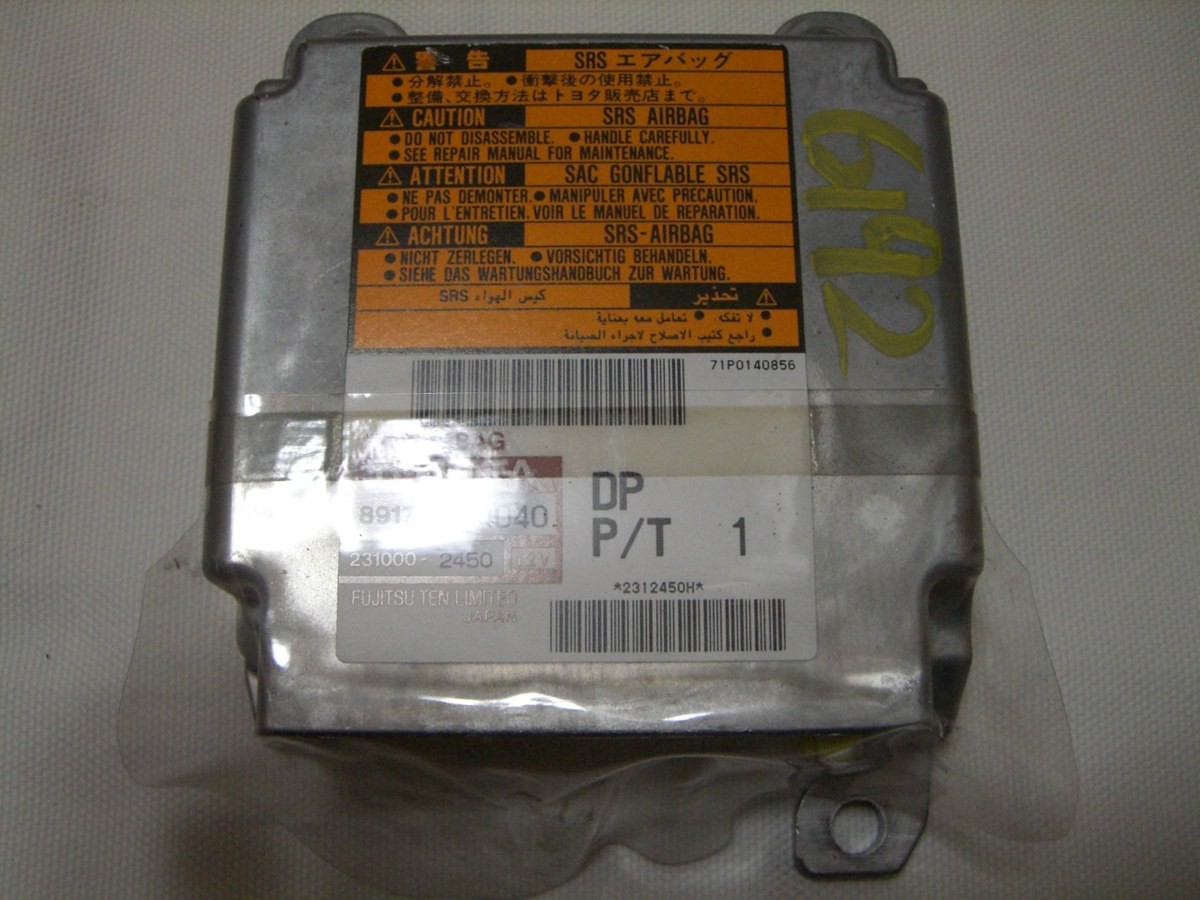 警告 SRS エアバッグ
●分解禁止。 ●衝撃後の使用禁止。
●整備、交換方法はトヨタ販売店まで。
CAUTION SRS AIRBAG
●DO NOT DISASSEMBLE. ●HANDLE CAREFULLY.
●SEE REPAIR MANUAL FOR MAINTENANCE.
ATTENTION SAC GONFLABLE SRS
●NE PAS DEMONTER. ●MANIPULER AVEC PRECAUTION.
●POUR L'ENTRETIEN. VOIR LE MANUEL DE REPARATION.
ACHTUNG SRS-AIRBAG
●NICHT ZERLEGEN. ●VORSICHTIG BEHANDELN.
●SIEHE DAS WARTUNGSHANDBUCH ZUR WARTUNG.
تحذير كيس الهواء SRS
● لا تفكه ● تعامل معه بعناية
● راجع كتيب الاصلاح لاجراء الصيانة
6192
71P0140856
DP
P/T 1
231000-2450 12V
*2312450H*
FUJITSU TEN LIMITED
JAPAN